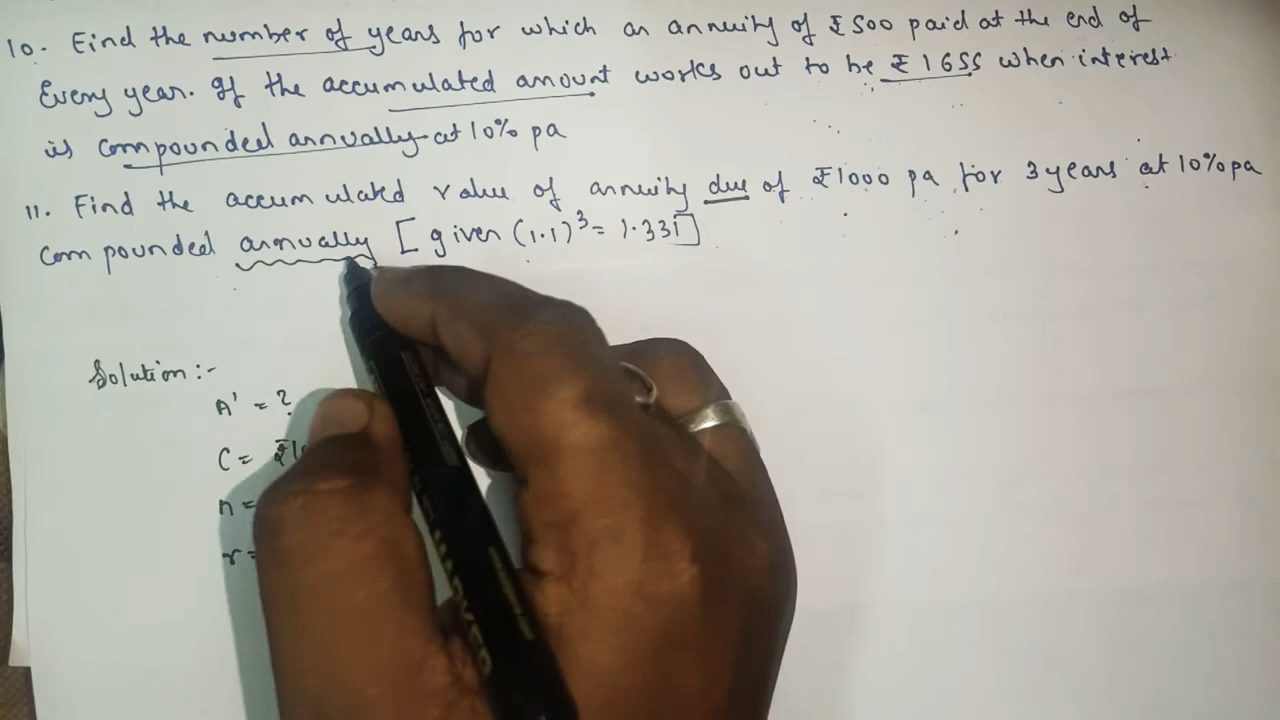 10. Find the number of years for which an annuity of ₹500 paid at the end of
Every year. If the accumulated amount works out to be ₹1655 when interest
is compounded annually at 10% pa
11. Find the accumulated value of annuity due of ₹1000 pa for 3 years at 10% pa
compounded annually [given (1.1)³ = 1.331]
Solution :-
A' = ?
C =
n =
r =